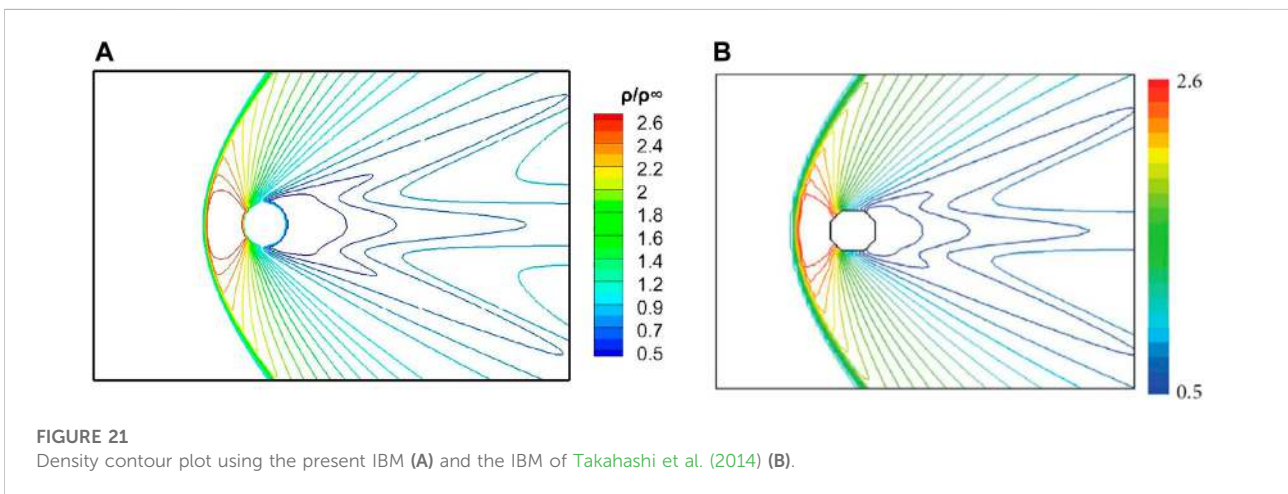 A
ρ/ρ∞
2.6
2.4
2.2
2
1.8
1.6
1.4
1.2
0.9
0.7
0.5
B
2.6
0.5
FIGURE 21
Density contour plot using the present IBM (A) and the IBM of Takahashi et al. (2014) (B).